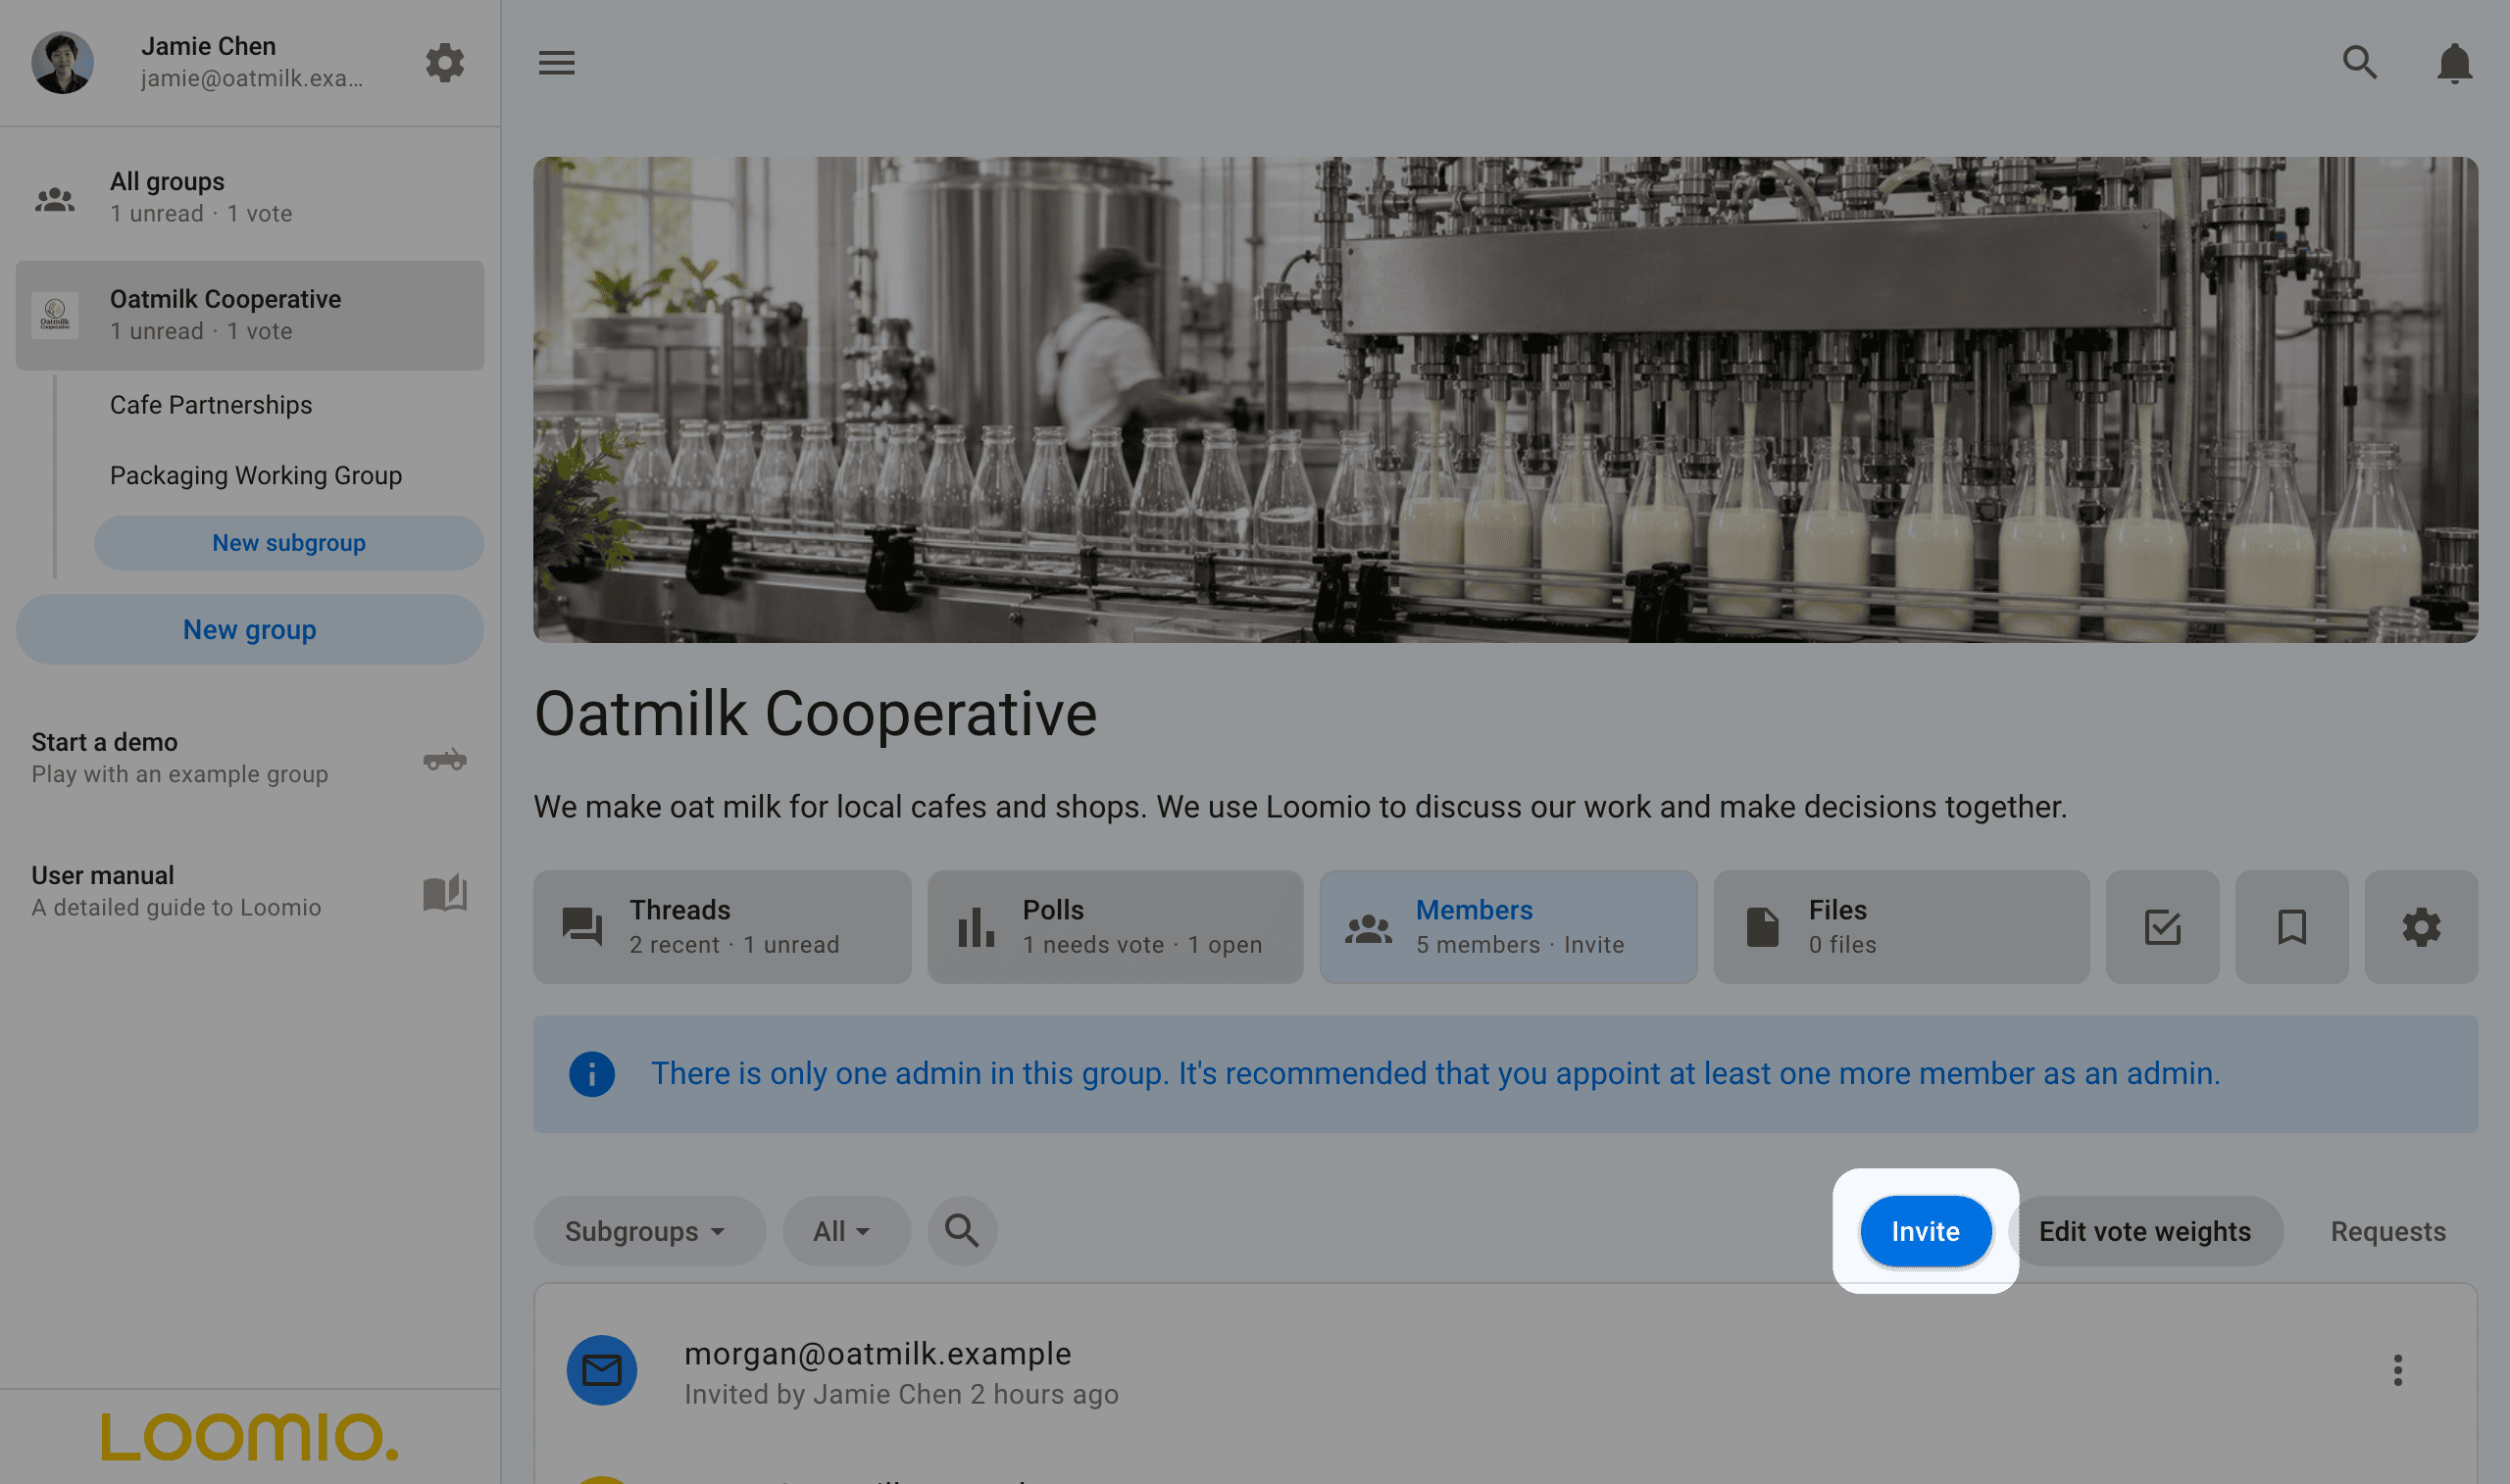 Jamie Chen
jamie@oatmilk.exa...
All groups
1 unread · 1 vote
Oatmilk Cooperative
Oatmilk Cooperative
1 unread · 1 vote
Cafe Partnerships
Packaging Working Group
New subgroup
New group
Start a demo
Play with an example group
User manual
A detailed guide to Loomio
LOOMIO.
Oatmilk Cooperative
We make oat milk for local cafes and shops. We use Loomio to discuss our work and make decisions together.
Threads
2 recent · 1 unread
Polls
1 needs vote · 1 open
Members
5 members · Invite
Files
0 files
There is only one admin in this group. It's recommended that you appoint at least one more member as an admin.
Subgroups
All
Invite
Edit vote weights
Requests
morgan@oatmilk.example
Invited by Jamie Chen 2 hours ago